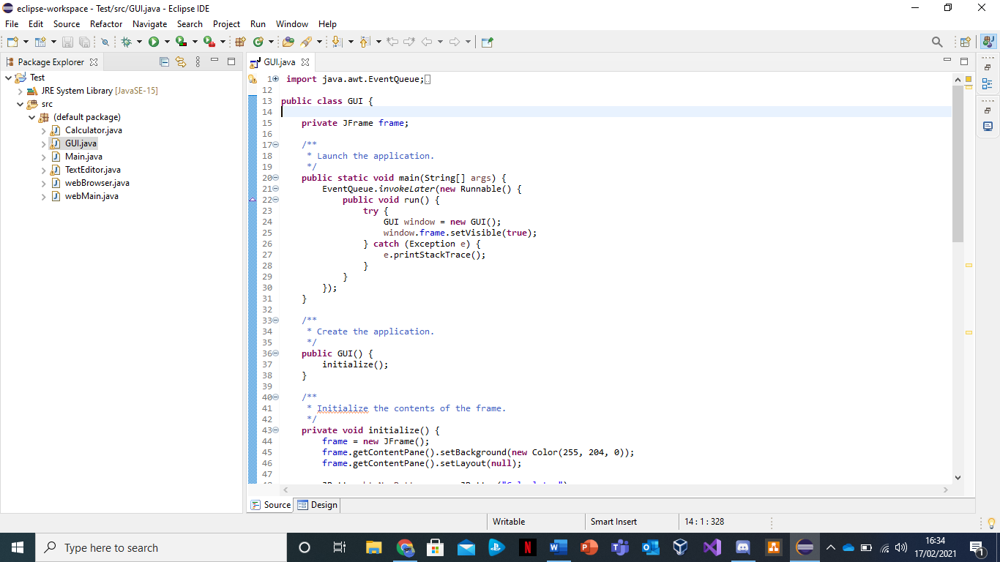 eclipse-workspace - Test/src/GUI.java - Eclipse IDE
File Edit Source Refactor Navigate Search Project Run Window Help
Package Explorer
Test
JRE System Library [JavaSE-15]
src
(default package)
Calculator.java
GUI.java
Main.java
TextEditor.java
webBrowser.java
webMain.java
GUI.java
1 import java.awt.EventQueue;
12
13 public class GUI {
14
15 private JFrame frame;
16
17 /**
18 * Launch the application.
19 */
20 public static void main(String[] args) {
21 EventQueue.invokeLater(new Runnable() {
22 public void run() {
23 try {
24 GUI window = new GUI();
25 window.frame.setVisible(true);
26 } catch (Exception e) {
27 e.printStackTrace();
28 }
29 }
30 });
31 }
32
33 /**
34 * Create the application.
35 */
36 public GUI() {
37 initialize();
38 }
39
40 /**
41 * Initialize the contents of the frame.
42 */
43 private void initialize() {
44 frame = new JFrame();
45 frame.getContentPane().setBackground(new Color(255, 204, 0));
46 frame.getContentPane().setLayout(null);
47
Source Design
Writable Smart Insert 14 : 1 : 328
Type here to search
16:34
17/02/2021
1